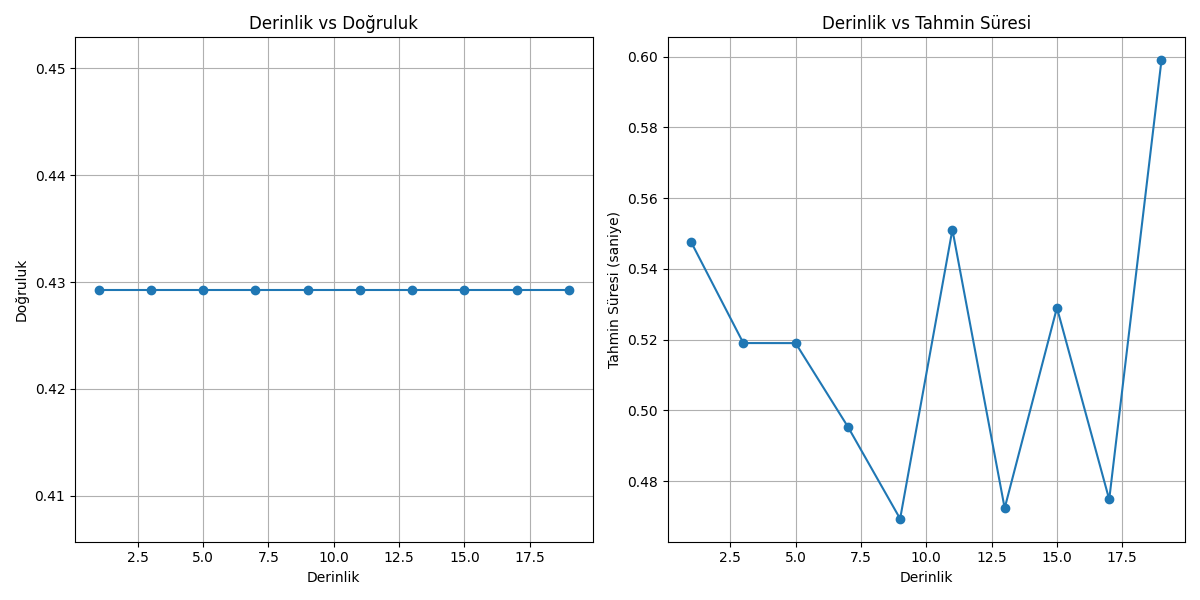 Derinlik vs Doğruluk
0.45
0.44
0.43
0.42
0.41
Doğruluk
2.5 5.0 7.5 10.0 12.5 15.0 17.5
Derinlik
Derinlik vs Tahmin Süresi
0.60
0.58
0.56
0.54
0.52
0.50
0.48
Tahmin Süresi (saniye)
2.5 5.0 7.5 10.0 12.5 15.0 17.5
Derinlik